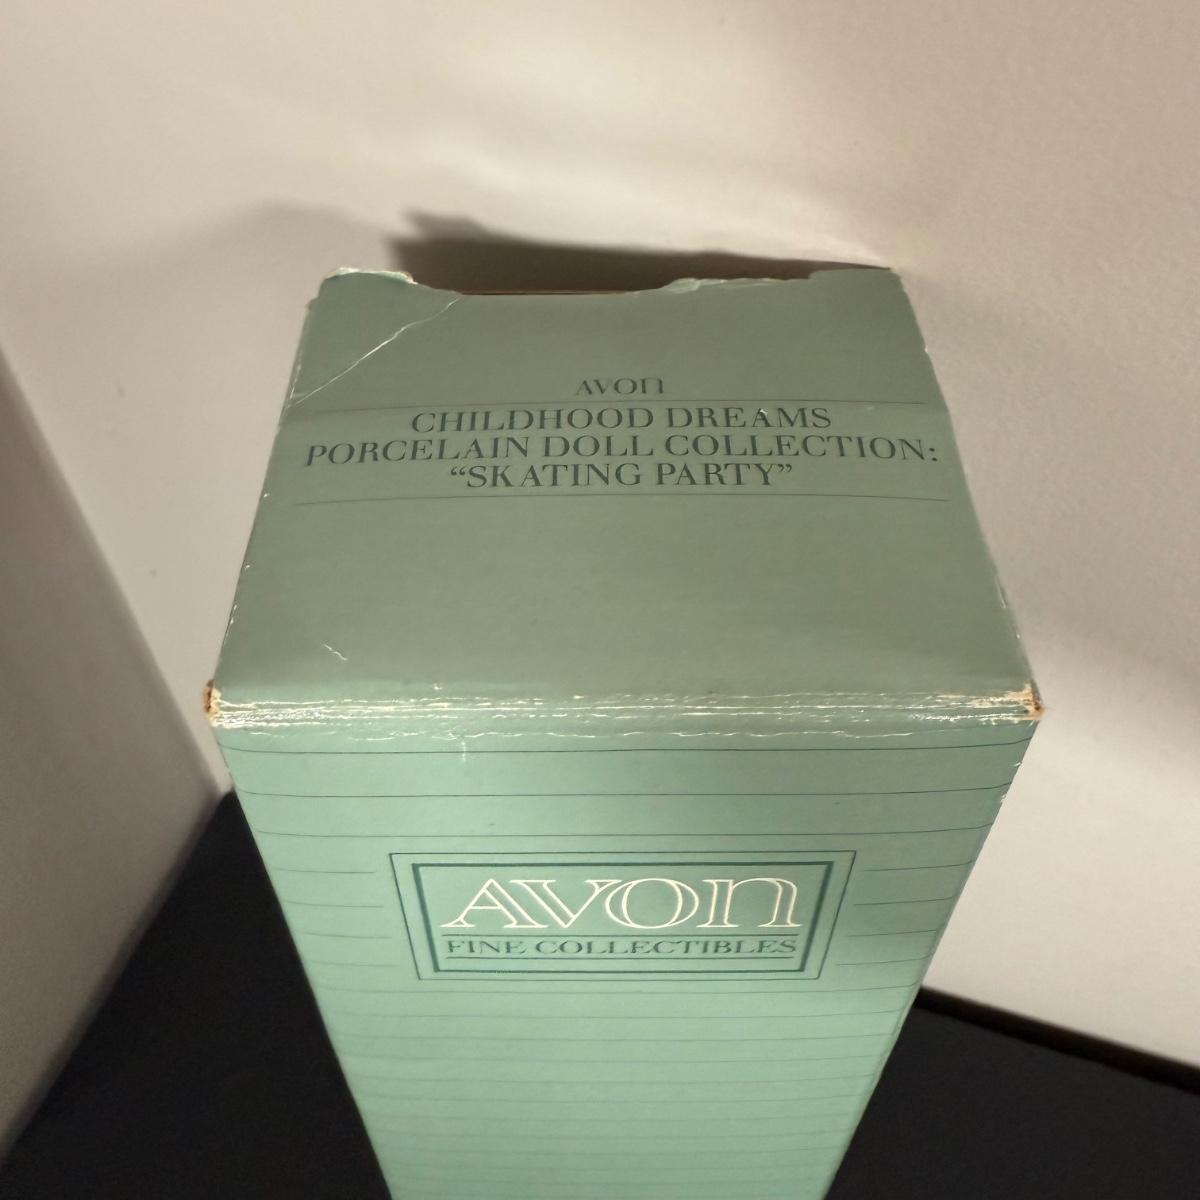 AVON
CHILDHOOD DREAMS
PORCELAIN DOLL COLLECTION:
“SKATING PARTY”
AVON
FINE COLLECTIBLES